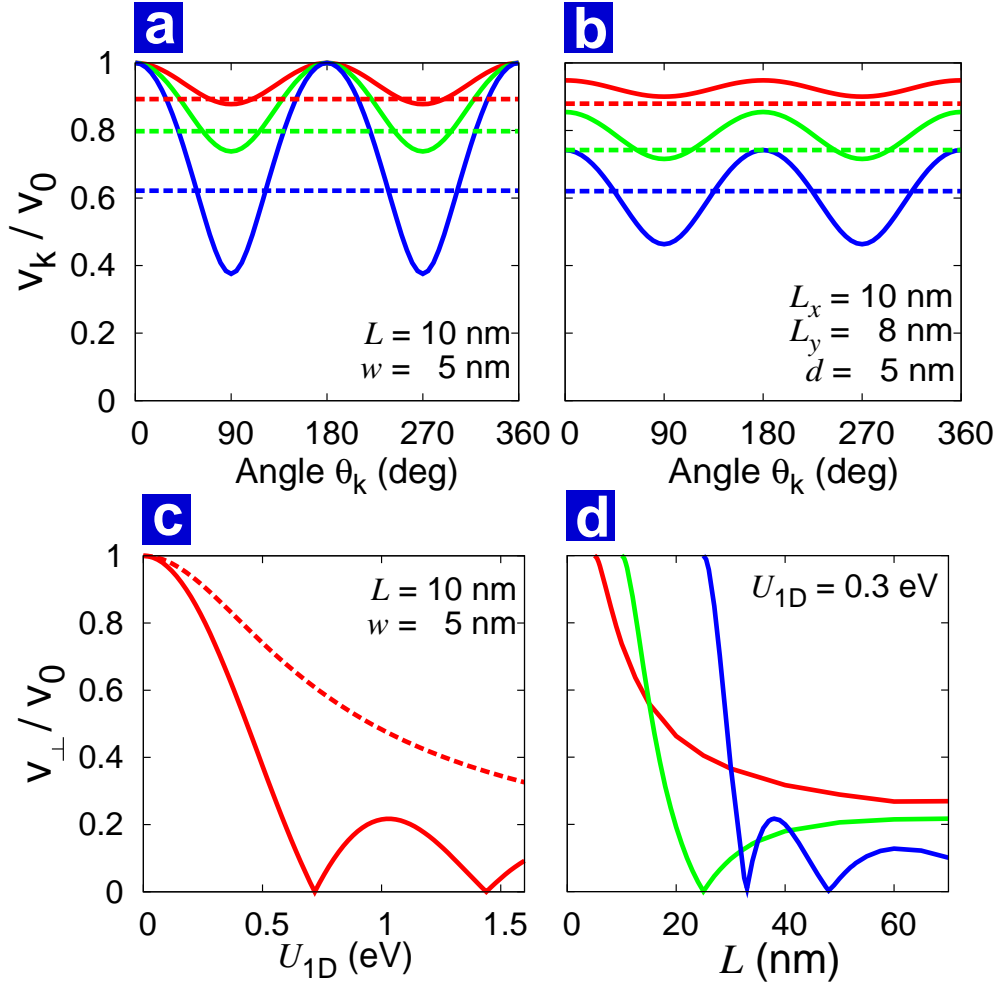 a
b
1
0.8
0.6
0.4
0.2
0
v_k / v_0
L = 10 nm
w = 5 nm
L_x = 10 nm
L_y = 8 nm
d = 5 nm
0 90 180 270 360
0 90 180 270 360
Angle θ_k (deg)
Angle θ_k (deg)
c
d
1
0.8
0.6
0.4
0.2
0
v_⊥ / v_0
L = 10 nm
w = 5 nm
U_1D = 0.3 eV
0 0.5 1 1.5
0 20 40 60
U_1D (eV)
L (nm)